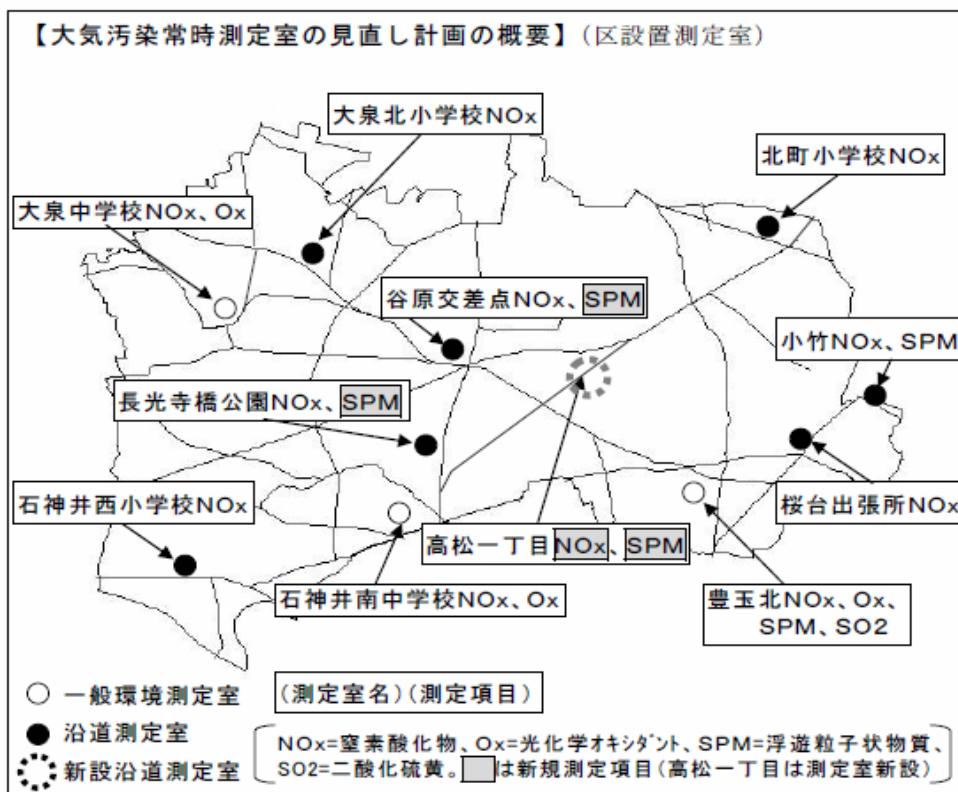 【大気汚染常時測定室の見直し計画の概要】(区設置測定室)
大泉北小学校NOx
北町小学校NOx
大泉中学校NOx、Ox
谷原交差点NOx、SPM
小竹NOx、SPM
長光寺橋公園NOx、SPM
石神井西小学校NOx
桜台出張所NOx
高松一丁目NOx、SPM
石神井南中学校NOx、Ox
豊玉北NOx、Ox、
SPM、SO2
一般環境測定室
(測定室名)(測定項目)
沿道測定室
新設沿道測定室
NOx=窒素酸化物、Ox=光化学ｵｷｼﾀﾞﾝﾄ、SPM=浮遊粒子状物質、
SO2=二酸化硫黄。 は新規測定項目(高松一丁目は測定室新設)